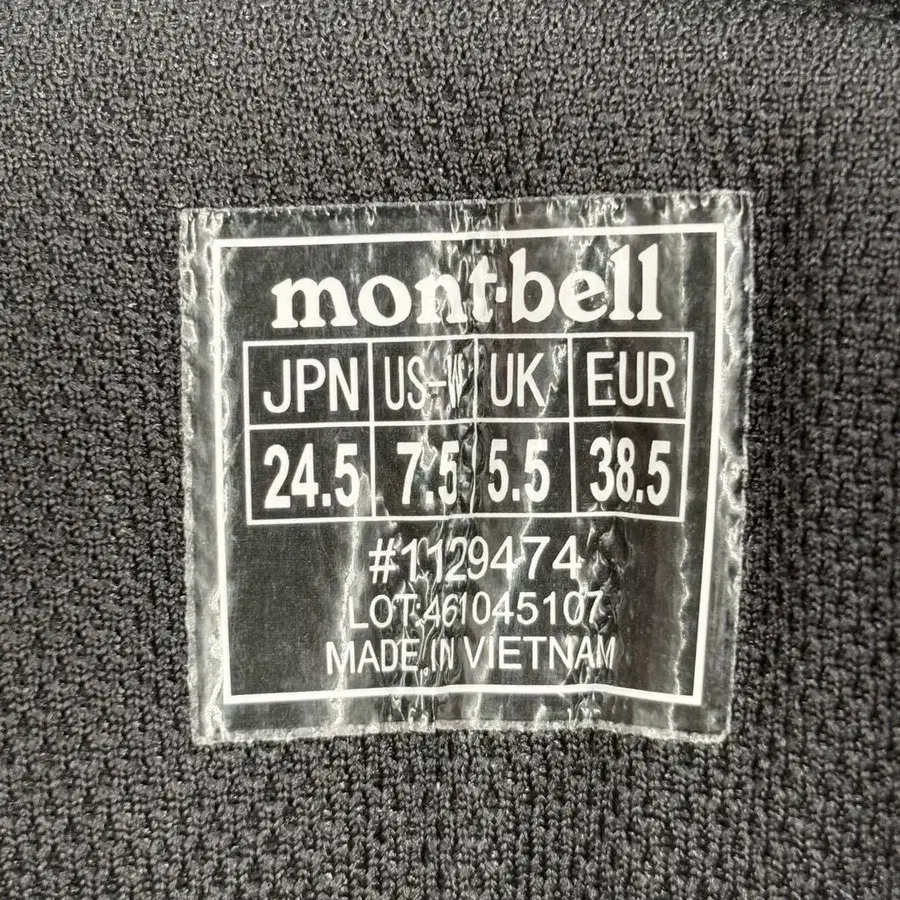 mont·bell
JPN US-W UK EUR
24.5 7.5 5.5 38.5
#1129474
LOT:461045107
MADE IN VIETNAM